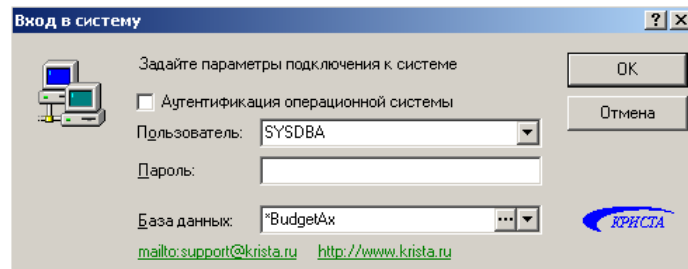 Вход в систему
Задайте параметры подключения к системе
OK
Аутентификация операционной системы
Отмена
Пользователь: SYSDBA
Пароль:
База данных: *BudgetAx
КРИСТА
mailto:support@krista.ru http://www.krista.ru